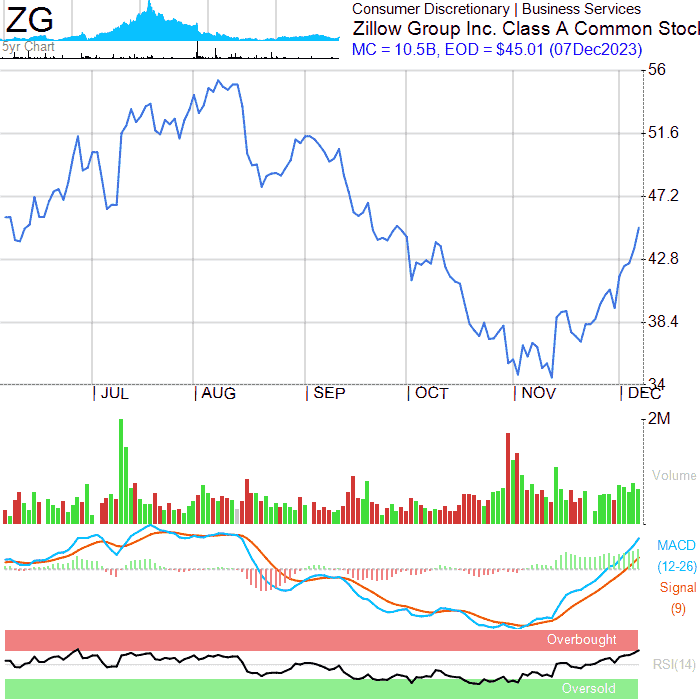 ZG
Consumer Discretionary | Business Services
Zillow Group Inc. Class A Common Stocl
MC = 10.5B, EOD = $45.01 (07Dec2023)
5yr Chart
56
51.6
47.2
42.8
38.4
34
JUL AUG SEP OCT NOV DEC
2M
Volume
MACD
(12-26)
Signal
(9)
Overbought
RSI(14)
Oversold